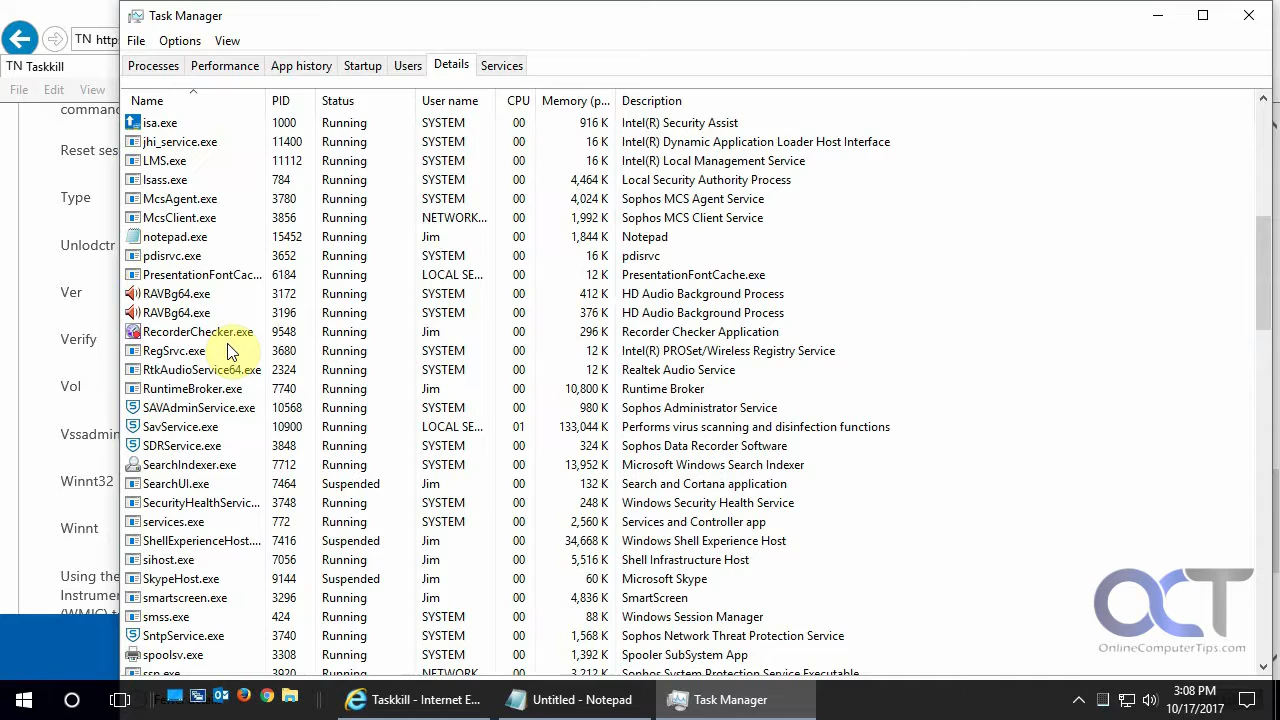 Task Manager
File Options View
TN https
TN Taskkill
File Edit View
Processes Performance App history Startup Users Details Services
Name PID Status User name CPU Memory (p... Description
isa.exe 1000 Running SYSTEM 00 916 K Intel(R) Security Assist
jhi_service.exe 11400 Running SYSTEM 00 16 K Intel(R) Dynamic Application Loader Host Interface
LMS.exe 11112 Running SYSTEM 00 16 K Intel(R) Local Management Service
lsass.exe 784 Running SYSTEM 00 4,464 K Local Security Authority Process
McsAgent.exe 3780 Running SYSTEM 00 4,024 K Sophos MCS Agent Service
McsClient.exe 3856 Running NETWORK... 00 1,992 K Sophos MCS Client Service
notepad.exe 15452 Running Jim 00 1,844 K Notepad
pdisrvc.exe 3652 Running SYSTEM 00 16 K pdisrvc
PresentationFontCac... 6184 Running LOCAL SE... 00 12 K PresentationFontCache.exe
RAVBg64.exe 3172 Running SYSTEM 00 412 K HD Audio Background Process
RAVBg64.exe 3196 Running SYSTEM 00 376 K HD Audio Background Process
RecorderChecker.exe 9548 Running Jim 00 296 K Recorder Checker Application
RegSrvc.exe 3680 Running SYSTEM 00 12 K Intel(R) PROSet/Wireless Registry Service
RtkAudioService64.exe 2324 Running SYSTEM 00 12 K Realtek Audio Service
RuntimeBroker.exe 7740 Running Jim 00 10,800 K Runtime Broker
SAVAdminService.exe 10568 Running SYSTEM 00 980 K Sophos Administrator Service
SavService.exe 10900 Running LOCAL SE... 01 133,044 K Performs virus scanning and disinfection functions
SDRService.exe 3848 Running SYSTEM 00 324 K Sophos Data Recorder Software
SearchIndexer.exe 7712 Running SYSTEM 00 13,952 K Microsoft Windows Search Indexer
SearchUI.exe 7464 Suspended Jim 00 132 K Search and Cortana application
SecurityHealthServic... 3748 Running SYSTEM 00 248 K Windows Security Health Service
services.exe 772 Running SYSTEM 00 2,560 K Services and Controller app
ShellExperienceHost.... 7416 Suspended Jim 00 34,668 K Windows Shell Experience Host
sihost.exe 7056 Running Jim 00 5,516 K Shell Infrastructure Host
SkypeHost.exe 9144 Suspended Jim 00 60 K Microsoft Skype
smartscreen.exe 3296 Running Jim 00 4,836 K SmartScreen
smss.exe 424 Running SYSTEM 00 88 K Windows Session Manager
SntpService.exe 3740 Running SYSTEM 00 1,568 K Sophos Network Threat Protection Service
spoolsv.exe 3308 Running SYSTEM 00 1,392 K Spooler SubSystem App
ssp.exe 3920 Running NETWORK... 00 3,212 K Sophos System Protection Service Executable
comman
Reset ses
Type
Unlodctr
Ver
Verify
Vol
Vssadmin
Winnt32
Winnt
Using the
Instrumen
(WMIC) t
OCT
OnlineComputerTips.com
Taskkill - Internet E... Untitled - Notepad Task Manager
3:08 PM
10/17/2017